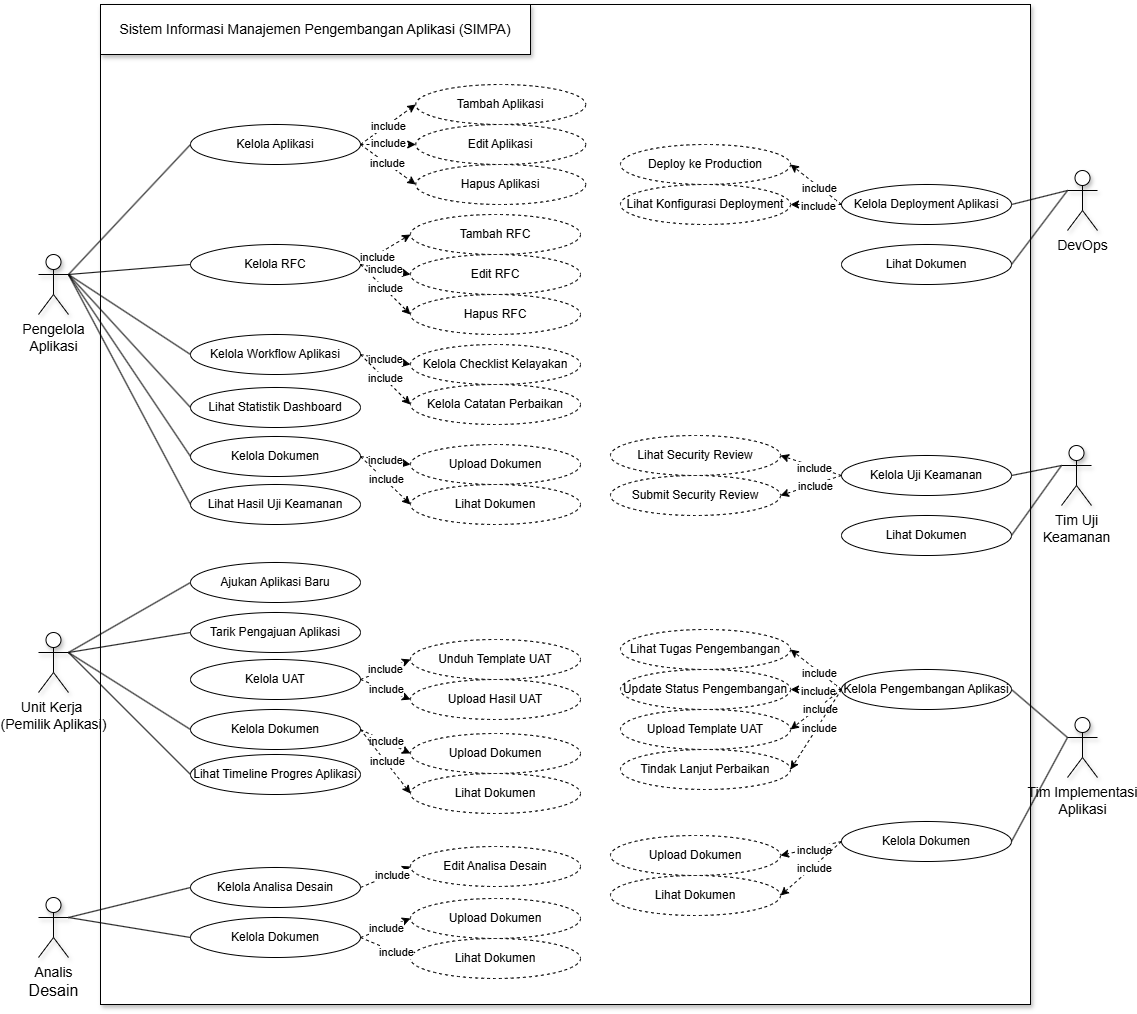 Sistem Informasi Manajemen Pengembangan Aplikasi (SIMPA)
Pengelola
Aplikasi
Kelola Aplikasi
include
include
include
Tambah Aplikasi
Edit Aplikasi
Hapus Aplikasi
Kelola RFC
include
include
include
Tambah RFC
Edit RFC
Hapus RFC
Kelola Workflow Aplikasi
include
include
Kelola Checklist Kelayakan
Kelola Catatan Perbaikan
Lihat Statistik Dashboard
Kelola Dokumen
include
include
Upload Dokumen
Lihat Dokumen
Lihat Hasil Uji Keamanan
Unit Kerja
(Pemilik Aplikasi)
Ajukan Aplikasi Baru
Tarik Pengajuan Aplikasi
Kelola UAT
include
include
Unduh Template UAT
Upload Hasil UAT
Kelola Dokumen
include
include
Upload Dokumen
Lihat Dokumen
Lihat Timeline Progres Aplikasi
Analis
Desain
Kelola Analisa Desain
include
Edit Analisa Desain
Kelola Dokumen
include
include
Upload Dokumen
Lihat Dokumen
DevOps
Kelola Deployment Aplikasi
include
include
Deploy ke Production
Lihat Konfigurasi Deployment
Lihat Dokumen
Tim Uji
Keamanan
Kelola Uji Keamanan
include
include
Lihat Security Review
Submit Security Review
Lihat Dokumen
Tim Implementasi
Aplikasi
Kelola Pengembangan Aplikasi
include
include
include
include
Lihat Tugas Pengembangan
Update Status Pengembangan
Upload Template UAT
Tindak Lanjut Perbaikan
Kelola Dokumen
include
include
Upload Dokumen
Lihat Dokumen